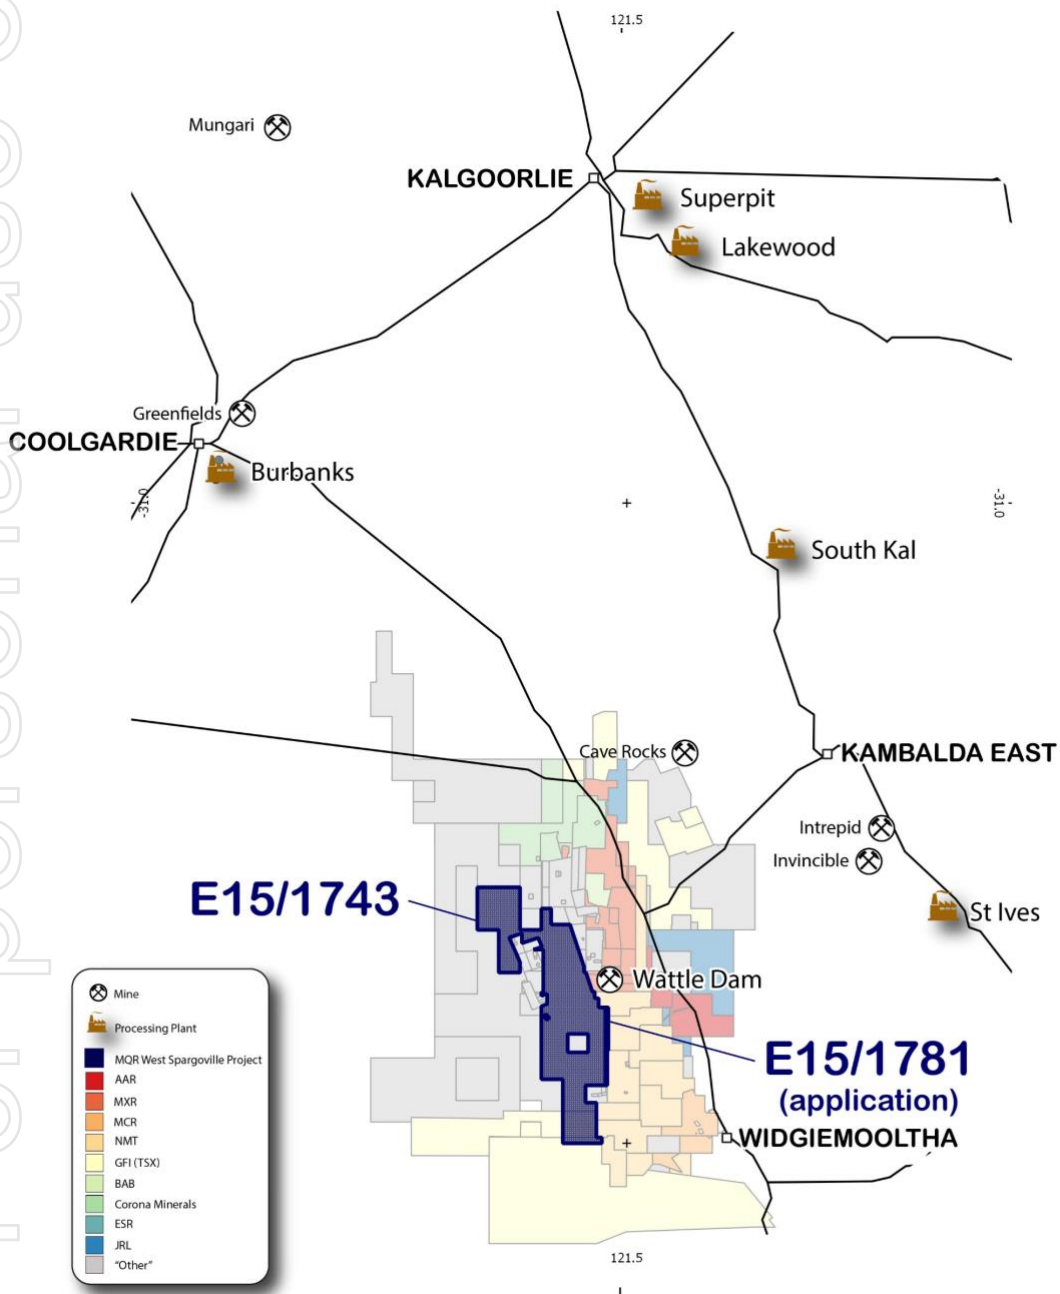 121.5
Mungari
KALGOORLIE
Superpit
Lakewood
Greenfields
COOLGARDIE
Burbanks
-31.0
-31.0
South Kal
Cave Rocks
KAMBALDA EAST
Intrepid
Invincible
E15/1743
St Ives
Wattle Dam
E15/1781
(application)
WIDGIEMOOLTHA
Mine
Processing Plant
MQR West Spargoville Project
AAR
MXR
MCR
NMT
GFI (TSX)
BAB
Corona Minerals
ESR
JRL
"Other"
121.5